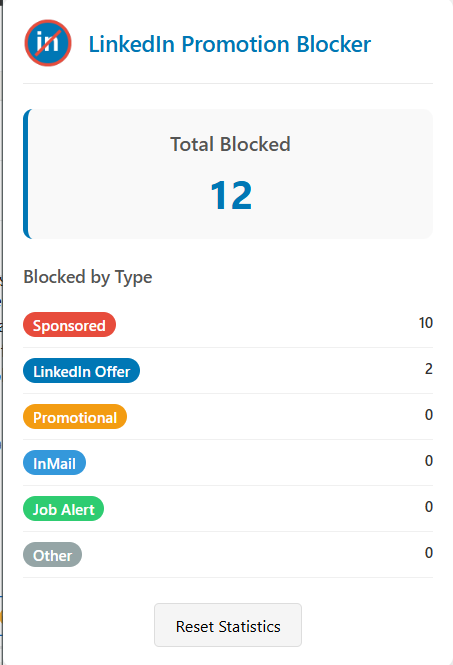 in
LinkedIn Promotion Blocker
Total Blocked
12
Blocked by Type
Sponsored 10
LinkedIn Offer 2
Promotional 0
InMail 0
Job Alert 0
Other 0
Reset Statistics